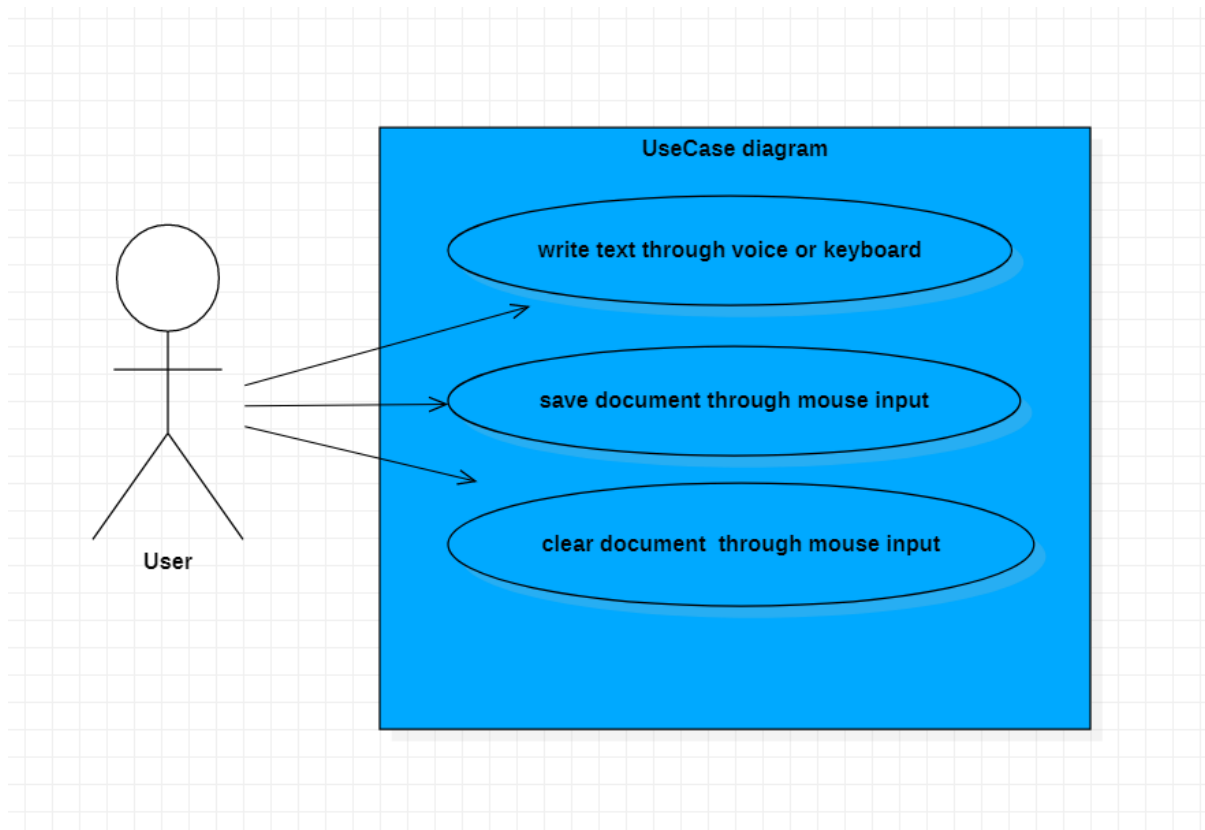 UseCase diagram
write text through voice or keyboard
save document through mouse input
clear document  through mouse input
User